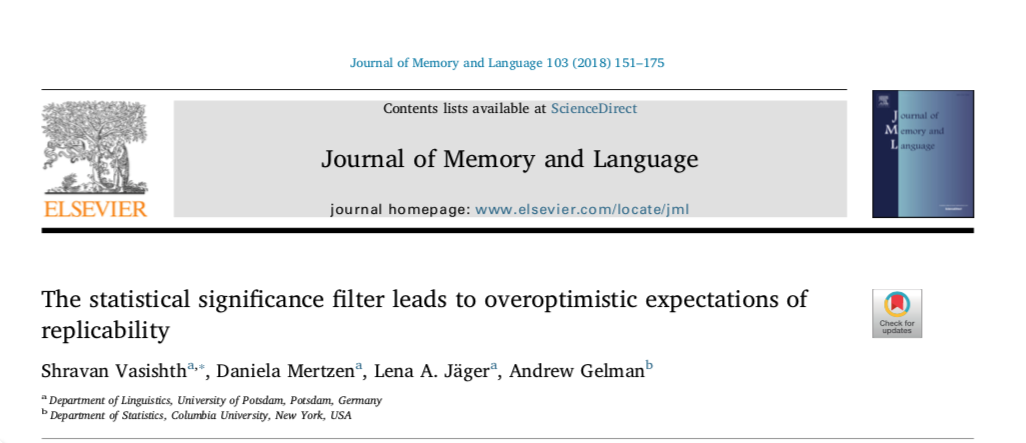 Journal of Memory and Language 103 (2018) 151–175
Contents lists available at ScienceDirect
Journal of Memory and Language
journal homepage: www.elsevier.com/locate/jml
ELSEVIER
Journal of
Memory and
Language
The statistical significance filter leads to overoptimistic expectations of
replicability
Check for
updates
Shravan Vasishth a,*, Daniela Mertzen a, Lena A. Jäger a, Andrew Gelman b
a Department of Linguistics, University of Potsdam, Potsdam, Germany
b Department of Statistics, Columbia University, New York, USA